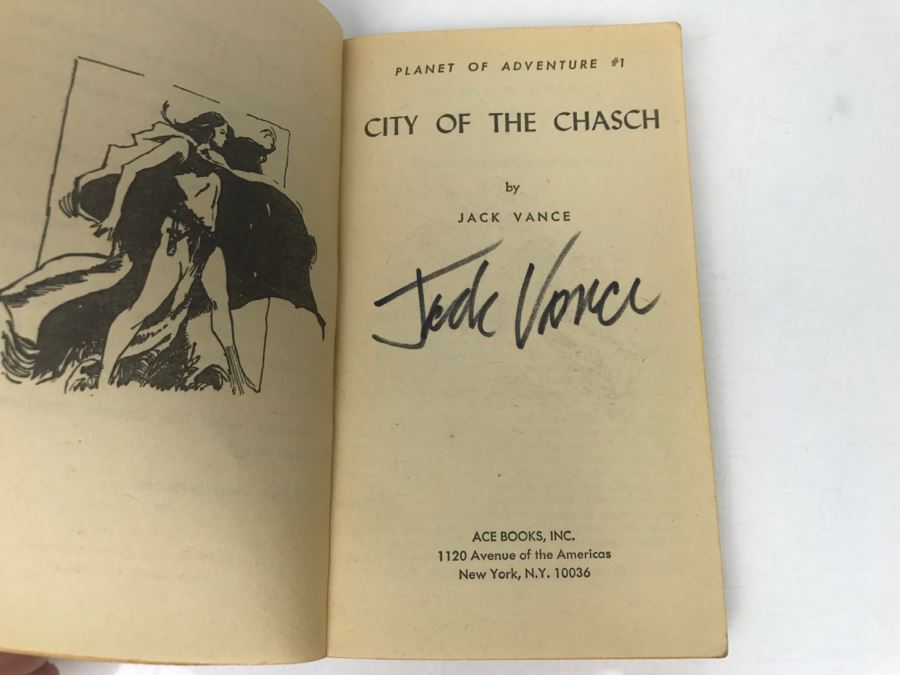 PLANET OF ADVENTURE #1
CITY OF THE CHASCH
by
JACK VANCE
Jack Vance
ACE BOOKS, INC.
1120 Avenue of the Americas
New York, N.Y. 10036